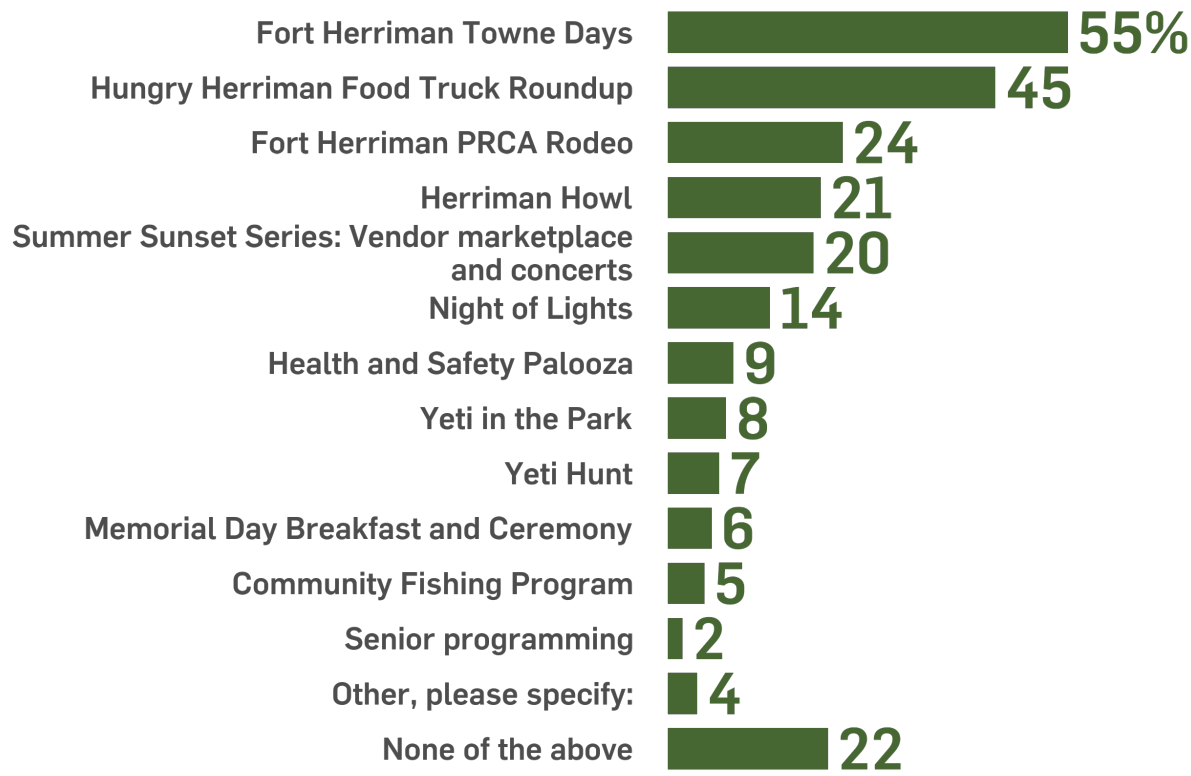 Fort Herriman Towne Days 55%
Hungry Herriman Food Truck Roundup 45
Fort Herriman PRCA Rodeo 24
Herriman Howl 21
Summer Sunset Series: Vendor marketplace
and concerts 20
Night of Lights 14
Health and Safety Palooza 9
Yeti in the Park 8
Yeti Hunt 7
Memorial Day Breakfast and Ceremony 6
Community Fishing Program 5
Senior programming 2
Other, please specify: 4
None of the above 22